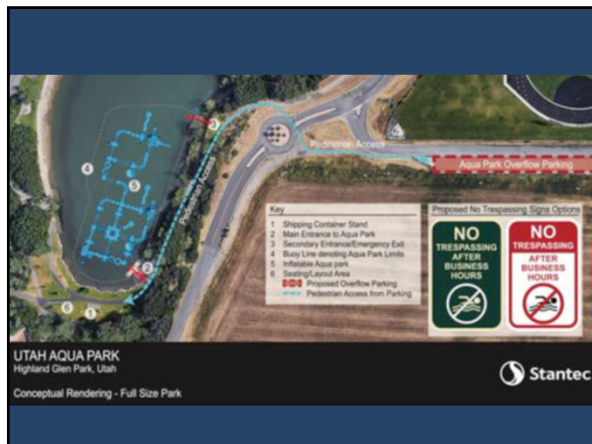 3
Pedestrian Access
4
5
Pedestrian Access
Aqua Park Overflow Parking
2
6
1
Key
1 Shipping Container Stand
2 Main Entrance to Aqua Park
3 Secondary Entrance/Emergency Exit
4 Buoy Line denoting Aqua Park Limits
5 Inflatable Aqua park
6 Seating/Layout Area
Proposed Overflow Parking
Pedestrian Access from Parking
Proposed No Trespassing Signs Options
NO
TRESPASSING
AFTER
BUSINESS
HOURS
NO
TRESPASSING
AFTER
BUSINESS
HOURS
UTAH AQUA PARK
Highland Glen Park, Utah
Conceptual Rendering - Full Size Park
Stantec